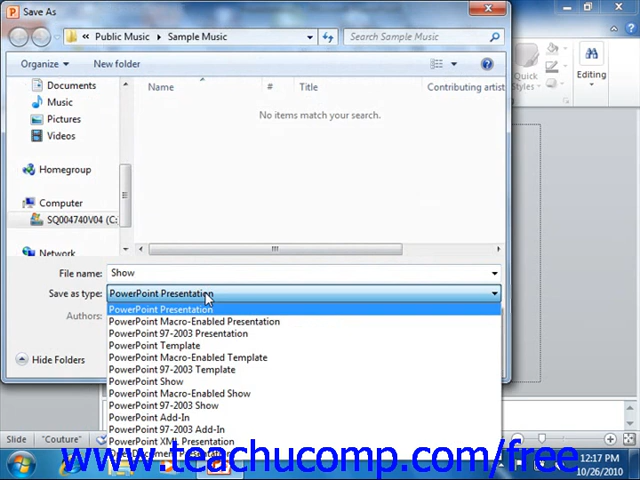 Save As
Public Music
Sample Music
Search Sample Music
Organize
New folder
Documents
Music
Pictures
Videos
Homegroup
Computer
SQ004740V04 (C:
Network
Name
#
Title
Contributing artist
No items match your search.
Quick
Styles
Editing
File name:
Show
Save as type:
PowerPoint Presentation
Authors:
Hide Folders
PowerPoint Presentation
PowerPoint Macro-Enabled Presentation
PowerPoint 97-2003 Presentation
PowerPoint Template
PowerPoint Macro-Enabled Template
PowerPoint 97-2003 Template
PowerPoint Show
PowerPoint Macro-Enabled Show
PowerPoint 97-2003 Show
PowerPoint Add-In
PowerPoint 97-2003 Add-In
PowerPoint XML Presentation
Slide
"Couture"
www.teachucomp.com/free
12:17 PM
10/26/2010